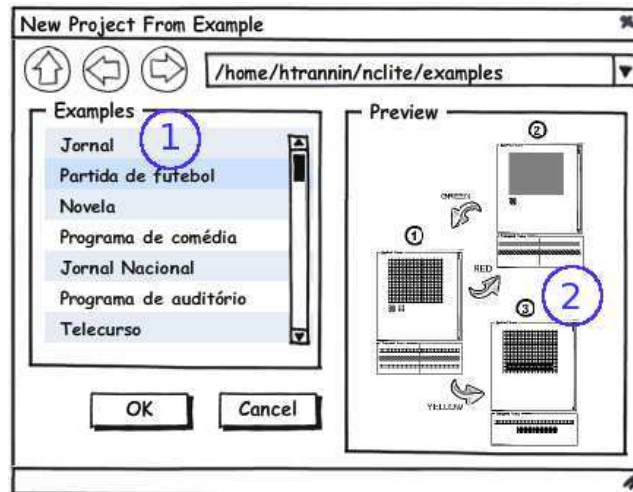 New Project From Example
/home/htrannin/nclite/examples
Examples
1
Jornal
Partida de futebol
Novela
Programa de comédia
Jornal Nacional
Programa de auditório
Telecurso
OK
Cancel
Preview
2
GREEN
1
RED
2
3
YELLOW